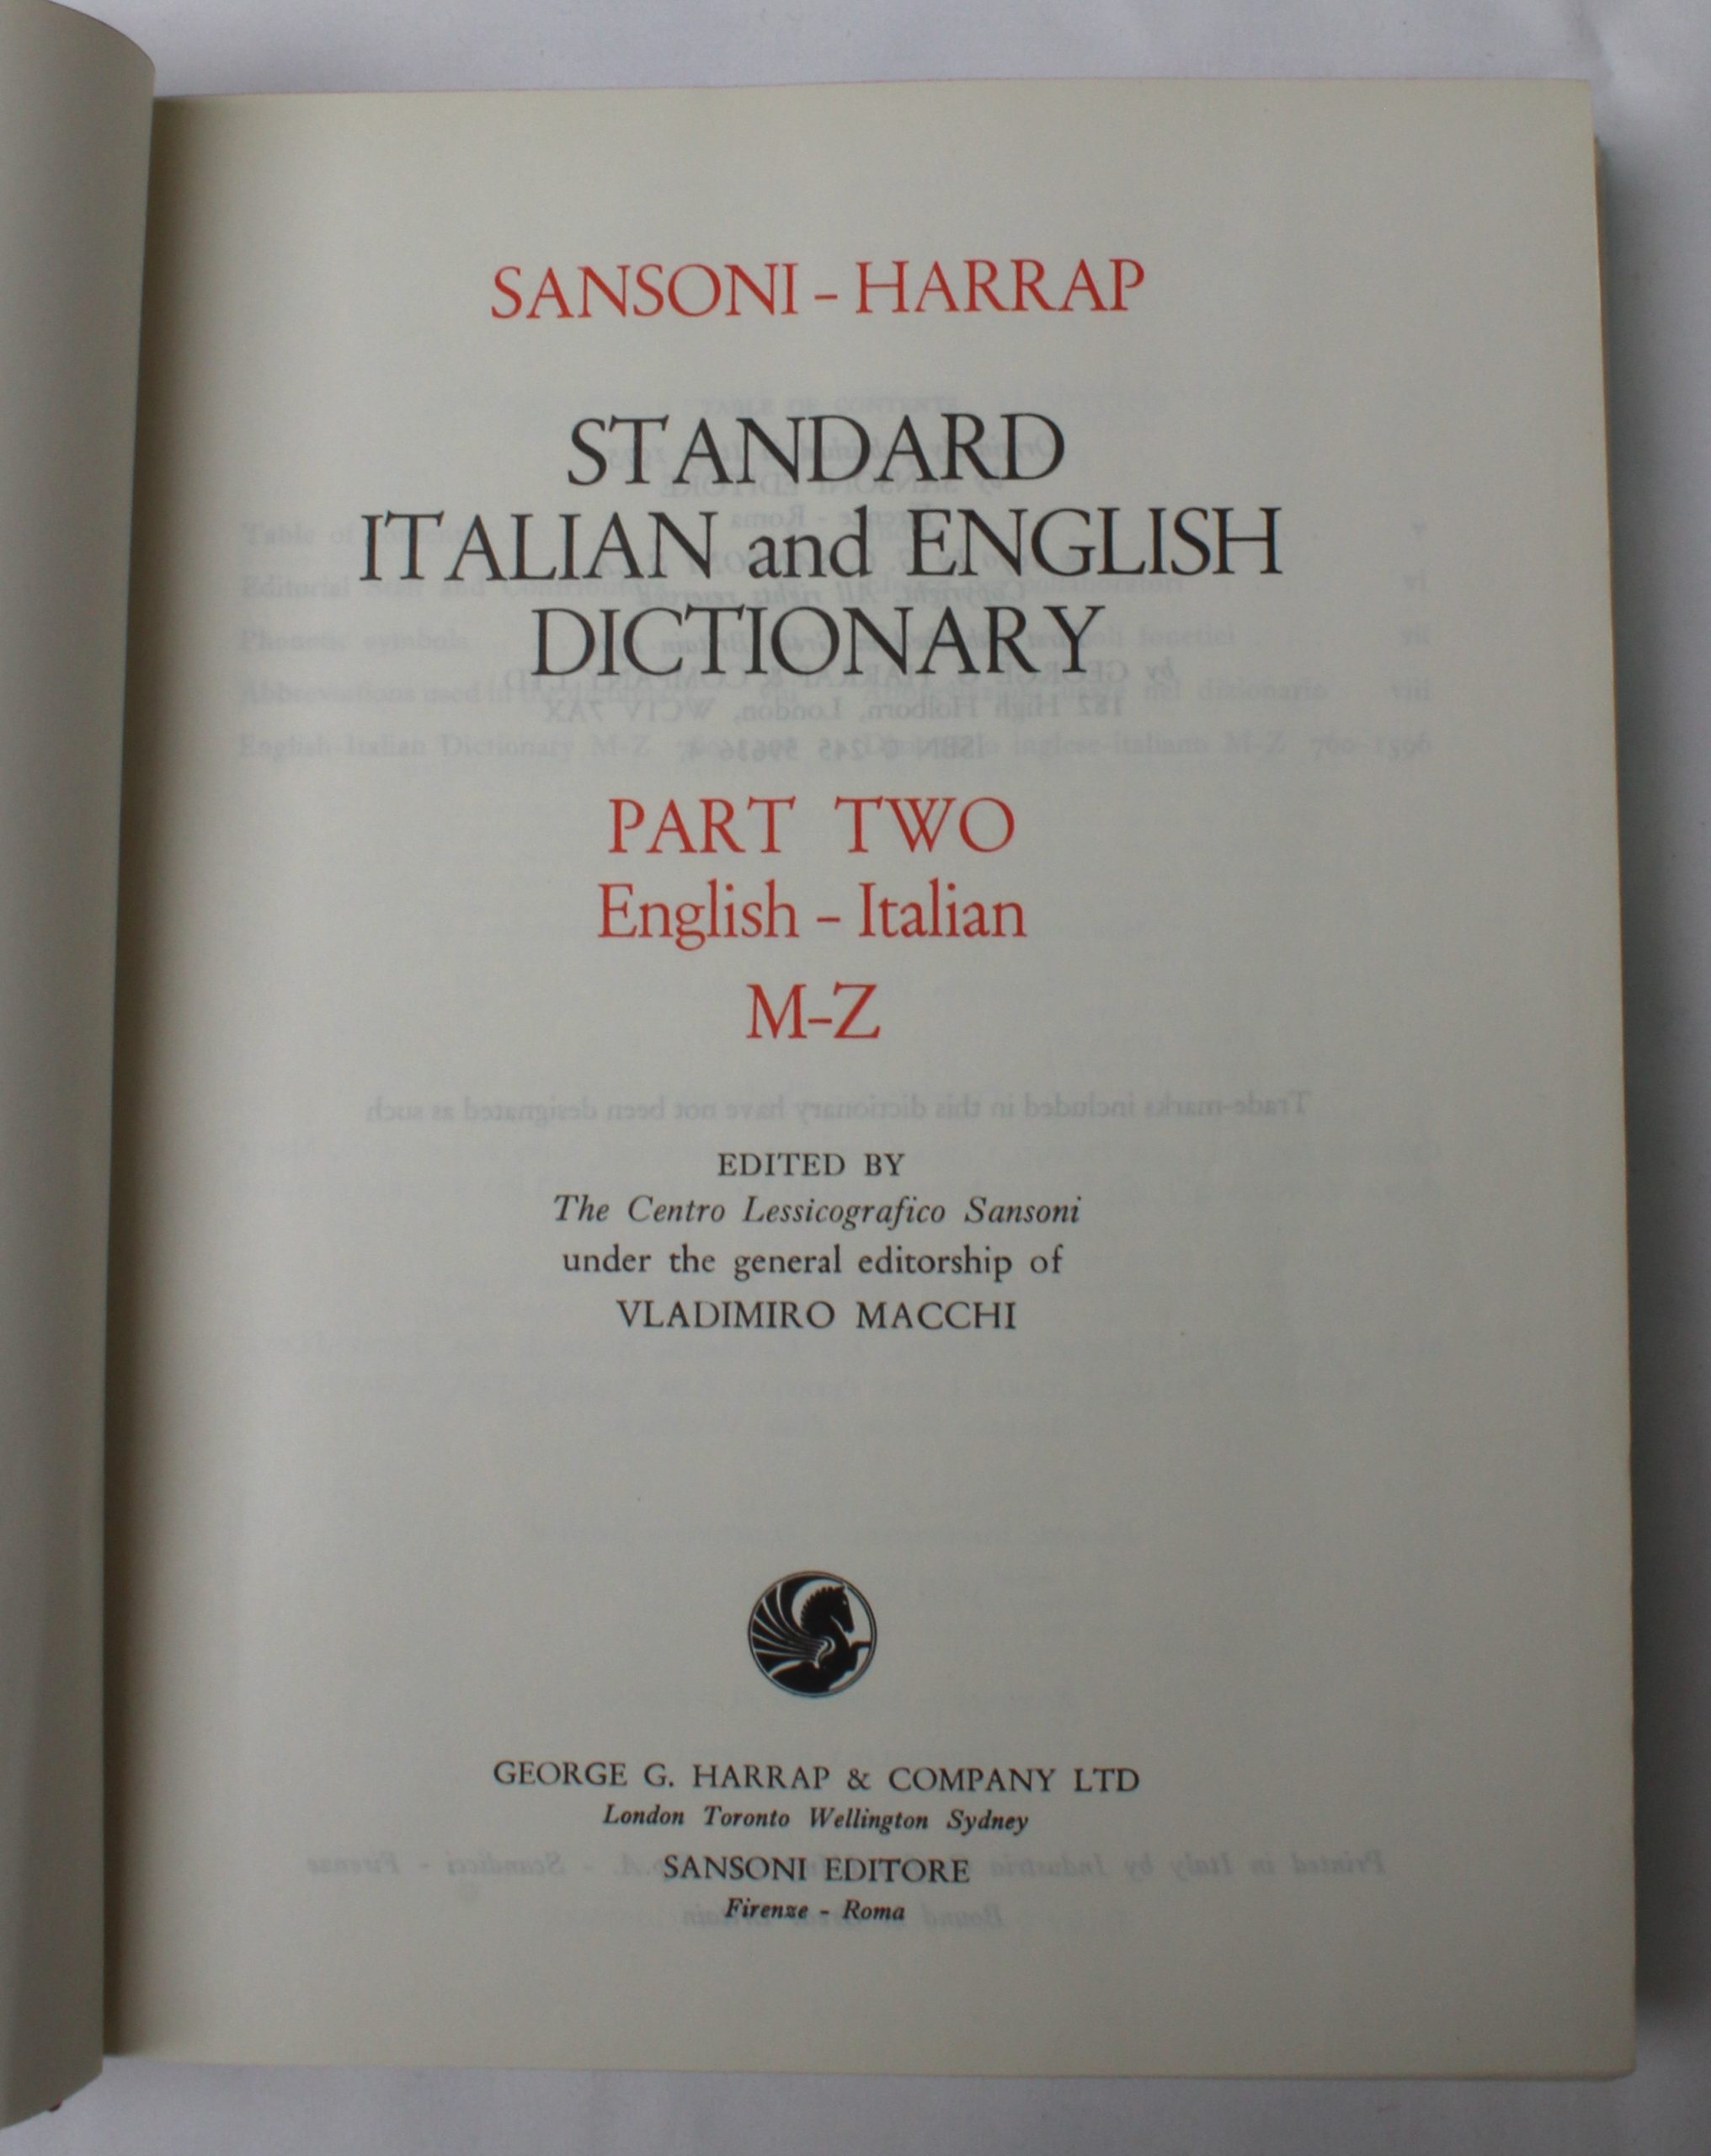 SANSONI – HARRAP
STANDARD
ITALIAN and ENGLISH
DICTIONARY
PART TWO
English – Italian
M–Z
EDITED BY
The Centro Lessicografico Sansoni
under the general editorship of
VLADIMIRO MACCHI
GEORGE G. HARRAP & COMPANY LTD
London Toronto Wellington Sydney
SANSONI EDITORE
Firenze - Roma